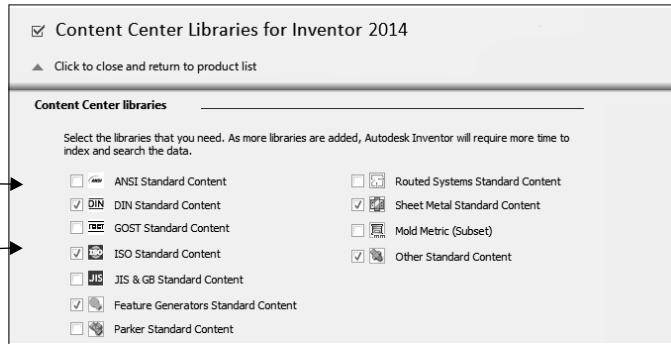 Content Center Libraries for Inventor 2014
Click to close and return to product list
Content Center libraries
Select the libraries that you need. As more libraries are added, Autodesk Inventor will require more time to
index and search the data.
ANSI ANSI Standard Content
DIN DIN Standard Content
GOST Standard Content
ISO ISO Standard Content
JIS JIS & GB Standard Content
Feature Generators Standard Content
Parker Standard Content
Routed Systems Standard Content
Sheet Metal Standard Content
Mold Metric (Subset)
Other Standard Content